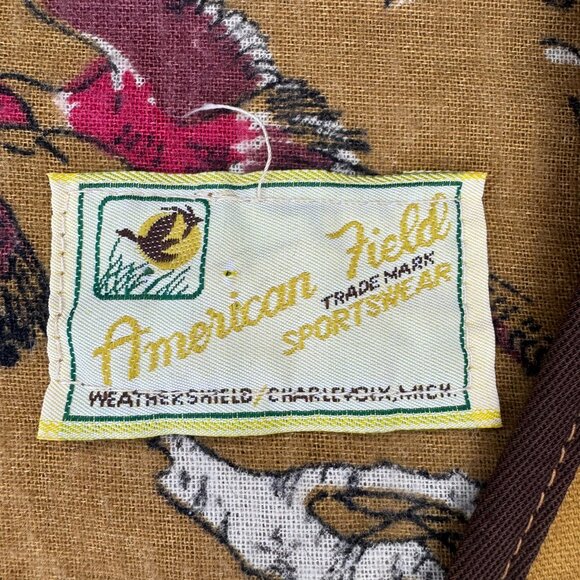 American Field
TRADE MARK
SPORTSWEAR
WEATHERSHIELD/CHARLEVOIX, MICH.